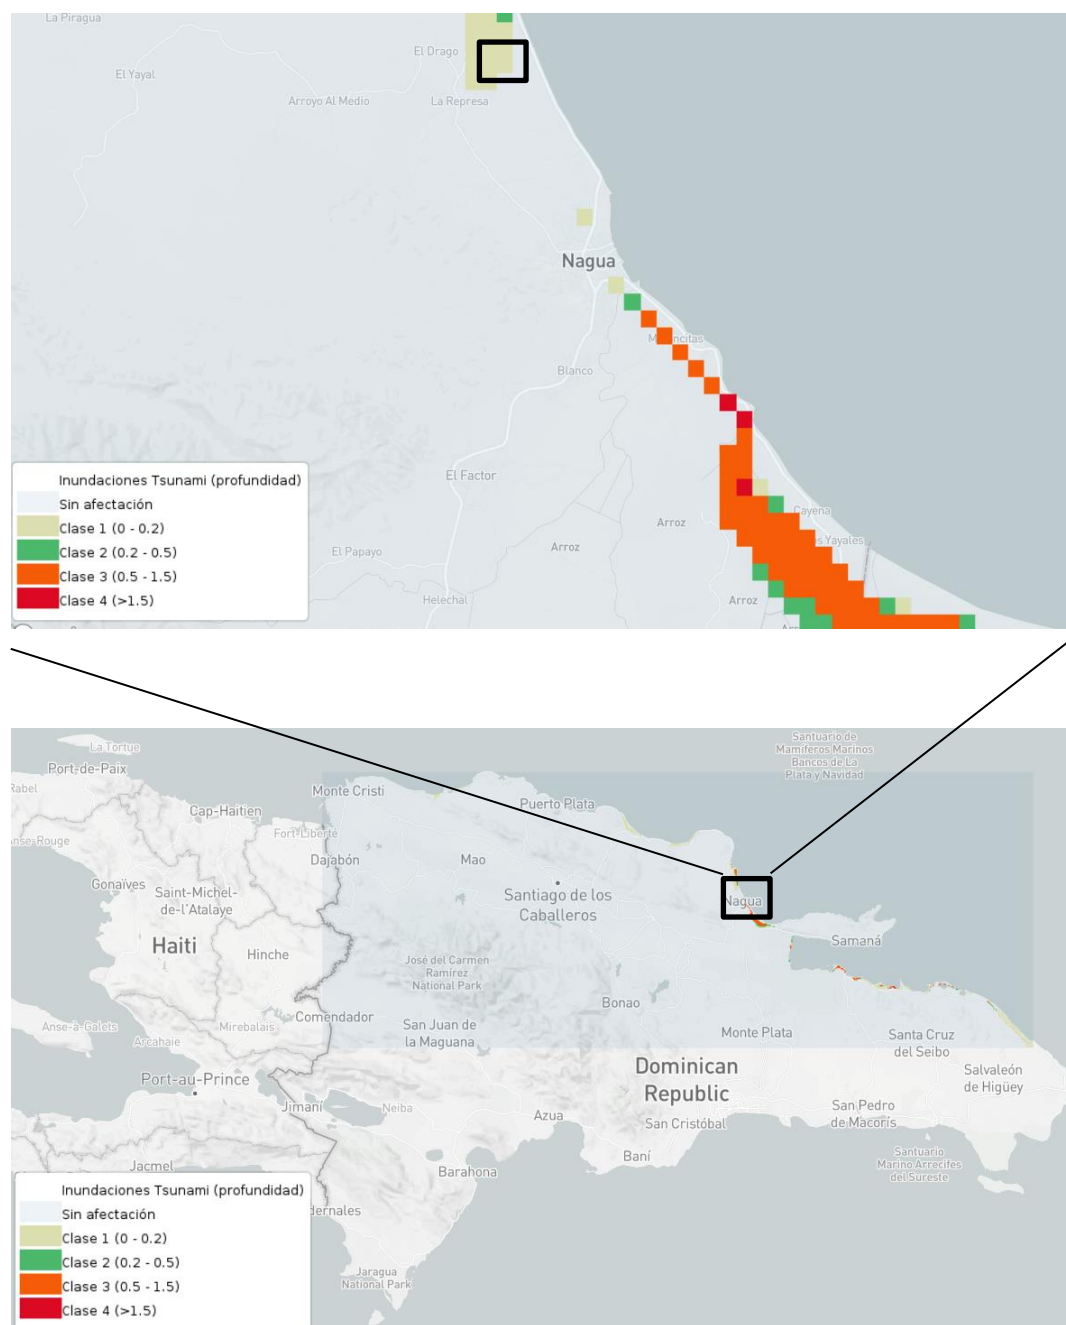 La Piragua
El Drago
El Yayal
Arroyo Al Medio
La Represa
Nagua
Blanco
El Factor
Arroz
Cayena
Yayales
Arroz
El Papayo
Helechal
Arroz
Inundaciones Tsunami (profundidad)
Sin afectación
Clase 1 (0 - 0.2)
Clase 2 (0.2 - 0.5)
Clase 3 (0.5 - 1.5)
Clase 4 (>1.5)
Santuario de
Mamíferos Marinos
Bancos de La
Plata y Navidad
La Tortue
Port-de-Paix
Monte Cristi
Puerto Plata
Cap-Haïtien
Fort-Liberté
Anse-Rouge
Dajabón
Mao
Gonaïves
Saint-Michel-
de-l'Atalaye
Santiago de los
Caballeros
Nagua
Samaná
Haiti
Hinche
José del Carmen
Ramírez
National Park
Bonao
Comendador
San Juan de
la Maguana
Monte Plata
Santa Cruz
del Seibo
Anse-à-Galets
Mirebalais
Arcahaie
Dominican
Republic
Salvaleón
de Higüey
Port-au-Prince
Jimaní
Neiba
Azua
San Cristóbal
San Pedro
de Macorís
Baní
Santuario
Marino Arrecifes
del Sureste
Jacmel
Barahona
Inundaciones Tsunami (profundidad)
Sin afectación
Clase 1 (0 - 0.2)
Clase 2 (0.2 - 0.5)
Clase 3 (0.5 - 1.5)
Clase 4 (>1.5)
Jaragua
National Park